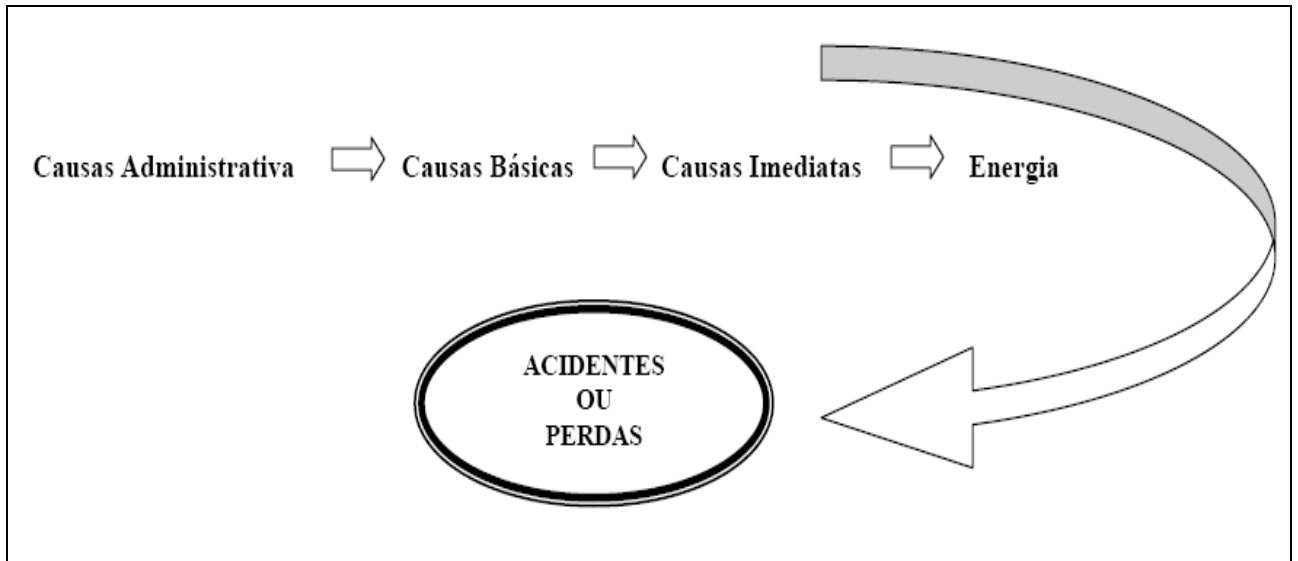 Causas Administrativa Causas Básicas Causas Imediatas Energia
ACIDENTES
OU
PERDAS